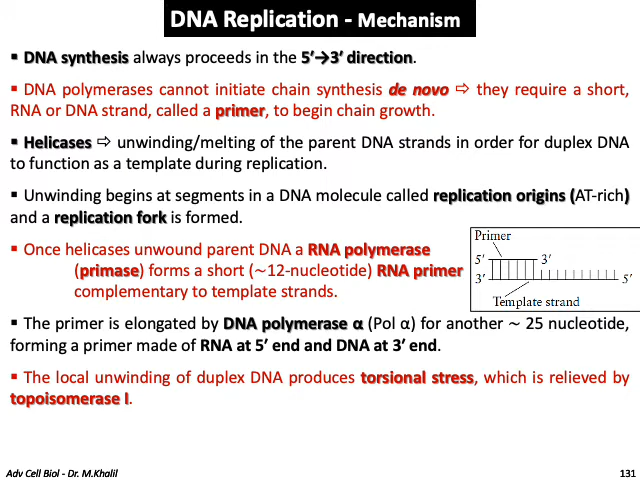 DNA Replication - Mechanism
▪ DNA synthesis always proceeds in the 5′→3′ direction.
▪ DNA polymerases cannot initiate chain synthesis de novo ⇨ they require a short,
RNA or DNA strand, called a primer, to begin chain growth.
▪ Helicases ⇨ unwinding/melting of the parent DNA strands in order for duplex DNA
to function as a template during replication.
▪ Unwinding begins at segments in a DNA molecule called replication origins (AT-rich)
and a replication fork is formed.
▪ Once helicases unwound parent DNA a RNA polymerase
(primase) forms a short (~12-nucleotide) RNA primer
complementary to template strands.
Primer
5′ 3′
3′ 5′
Template strand
▪ The primer is elongated by DNA polymerase α (Pol α) for another ~ 25 nucleotide,
forming a primer made of RNA at 5′ end and DNA at 3′ end.
▪ The local unwinding of duplex DNA produces torsional stress, which is relieved by
topoisomerase I.
Adv Cell Biol - Dr. M.Khalil
131